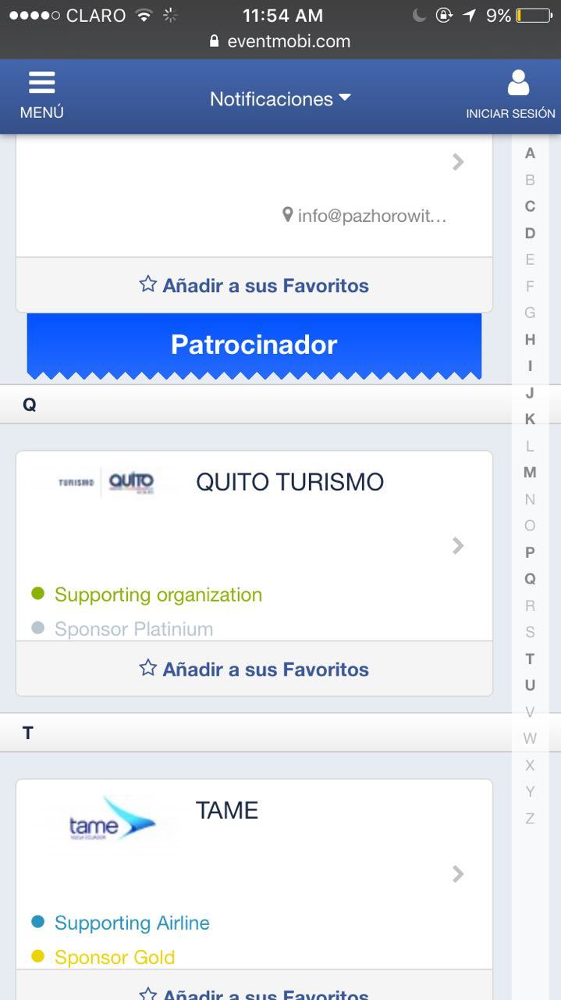 CLARO 11:54 AM 9%
eventmobi.com
MENÚ
Notificaciones
INICIAR SESIÓN
info@pazhorowit...
Añadir a sus Favoritos
Patrocinador
Q
TURISMO QUITO
QUITO TURISMO
Supporting organization
Sponsor Platinium
Añadir a sus Favoritos
T
tame
TAME
Supporting Airline
Sponsor Gold
Añadir a sus Favoritos
A
B
C
D
E
F
G
H
I
J
K
L
M
N
O
P
Q
R
S
T
U
V
W
X
Y
Z